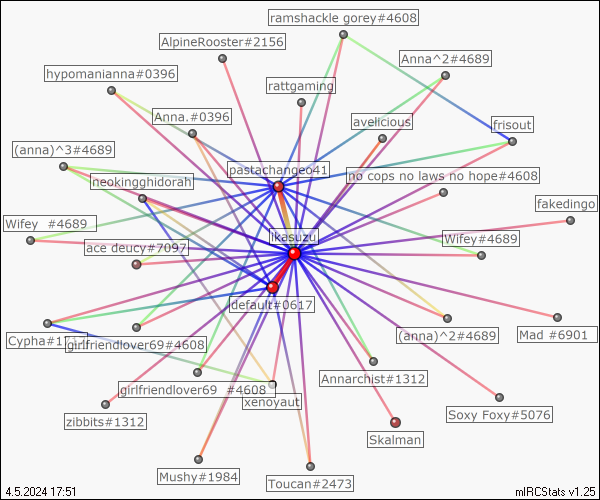 ramshackle gorey#4608
AlpineRooster#2156
Anna^2#4689
hypomanianna#0396
rattgaming
Anna.#0396
avelicious
frisout
(anna)^3#4689
pastachangeo41
no cops no laws no hope#4608
neokingghidorah
fakedingo
Wifey #4689
likasuzu
Wifey#4689
ace deucy#7097
default#0617
Mad #6901
Cypha#1
(anna)^2#4689
girlfriendlover69#4608
Annarchist#1312
girlfriendlover69 #4608
xenoyaut
zibbits#1312
Soxy Foxy#5076
Skalman
Mushy#1984
Toucan#2473
4.5.2024 17:51
mIRCStats v1.25